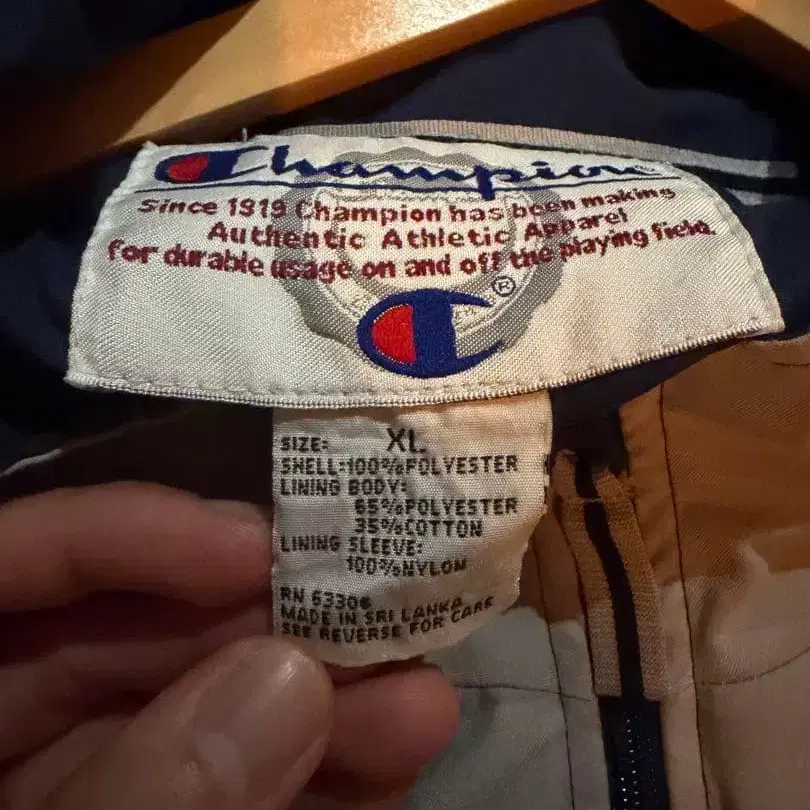 Champion
Since 1919 Champion has been making
Authentic Athletic Apparel
for durable usage on and off the playing field.
®
SIZE: XL
SHELL:100%POLYESTER
LINING BODY:
65%POLYESTER
35%COTTON
LINING SLEEVE:
100%NYLON
RN 63306
MADE IN SRI LANKA
SEE REVERSE FOR CARE